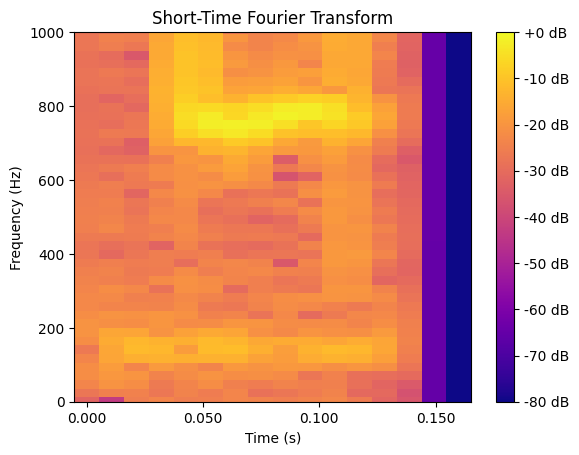 Short-Time Fourier Transform
1000
800
600
400
200
0
Frequency (Hz)
0.000
0.050
0.100
0.150
Time (s)
+0 dB
-10 dB
-20 dB
-30 dB
-40 dB
-50 dB
-60 dB
-70 dB
-80 dB